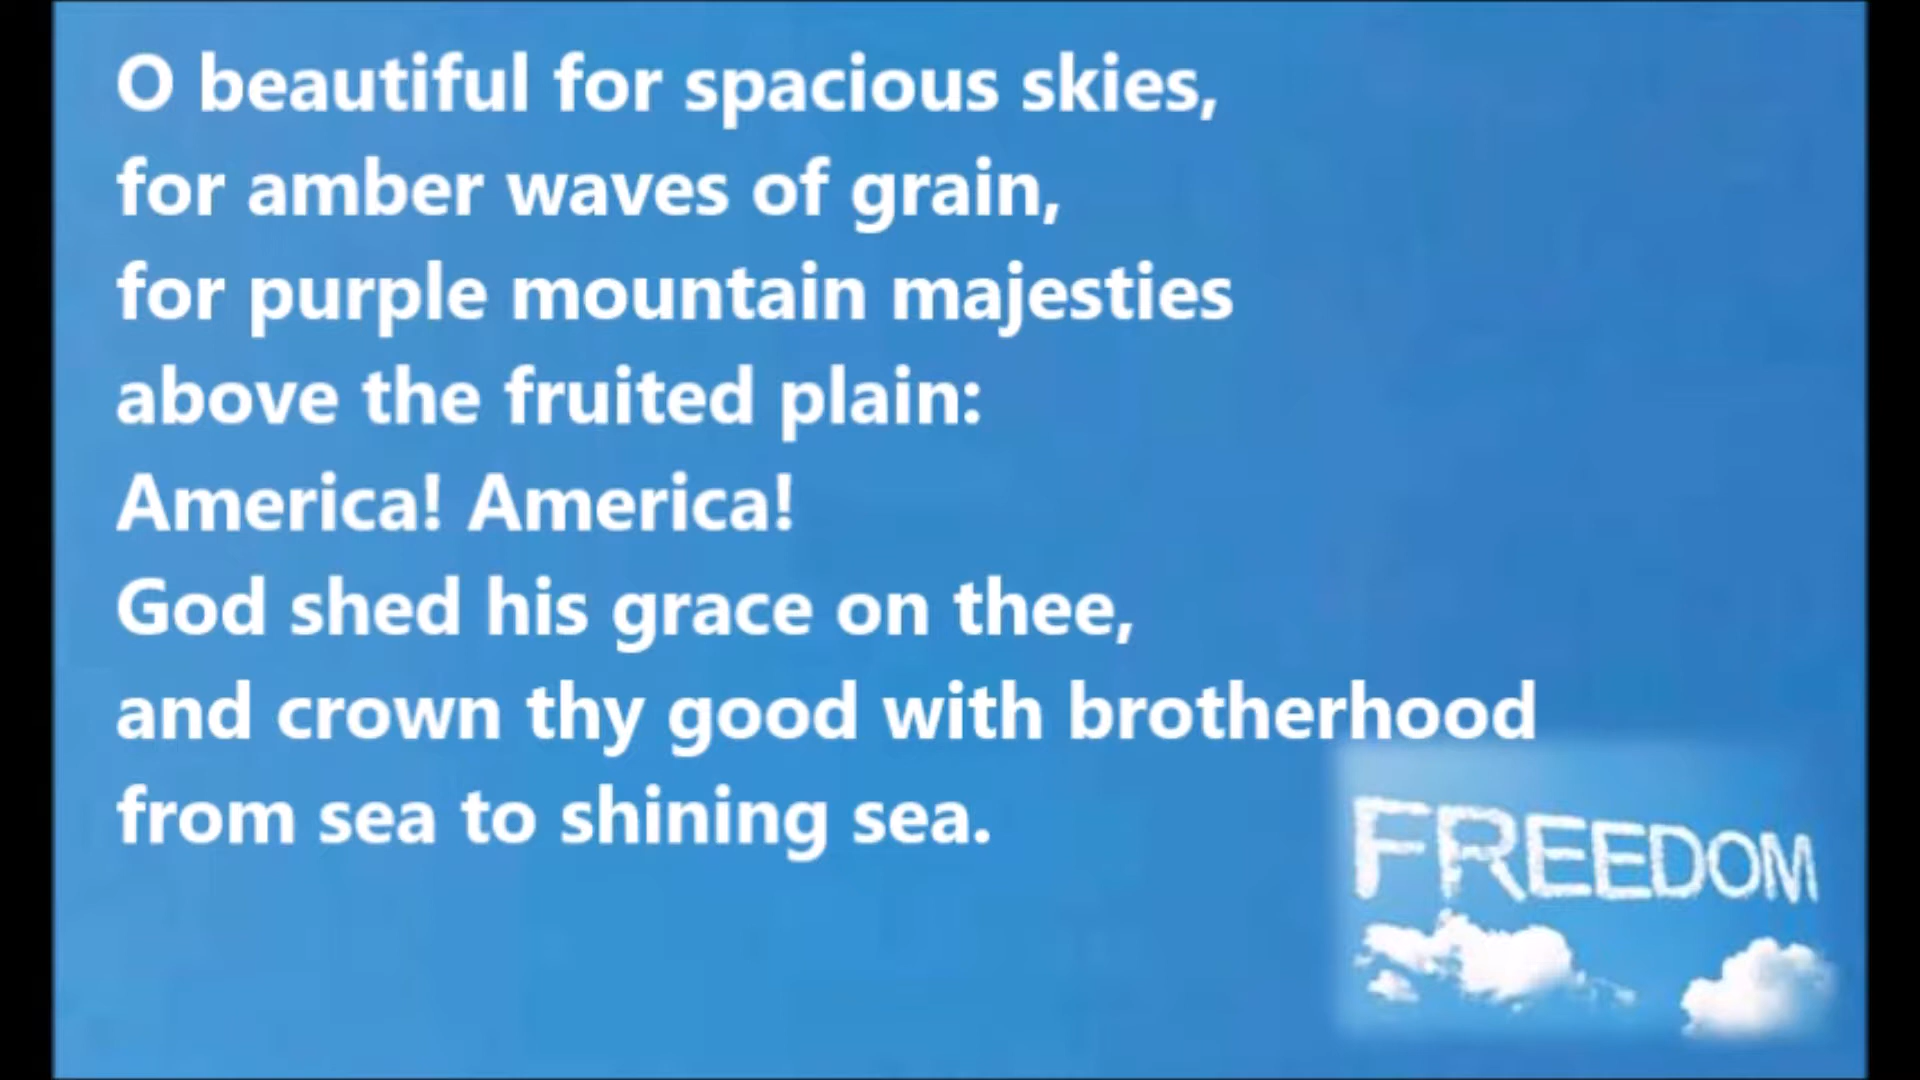 O beautiful for spacious skies,
for amber waves of grain,
for purple mountain majesties
above the fruited plain:
America! America!
God shed his grace on thee,
and crown thy good with brotherhood
from sea to shining sea.
FREEDOM